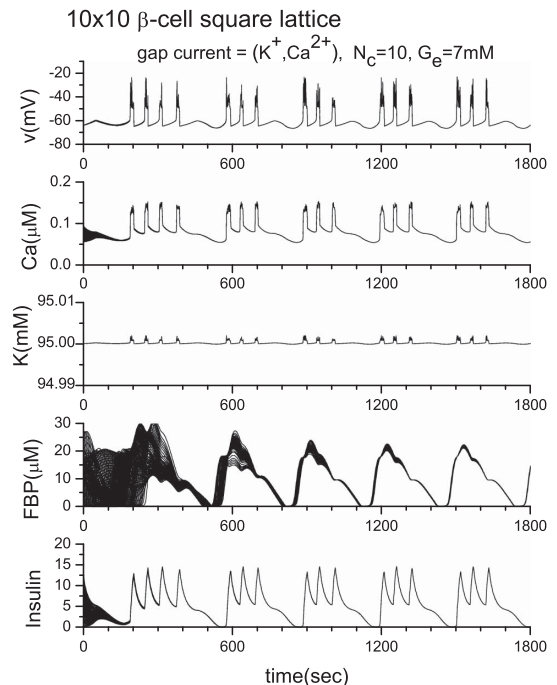 10x10 β-cell square lattice
gap current = (K⁺,Ca²⁺), N_c=10, G_e=7mM
v(mV)
-20
-40
-60
-80
0 600 1200 1800
Ca(μM)
0.2
0.1
0.0
0 600 1200 1800
K(mM)
95.01
95.00
94.99
0 600 1200 1800
FBP(μM)
30
20
10
0
0 600 1200 1800
Insulin
20
15
10
5
0
0 600 1200 1800
time(sec)